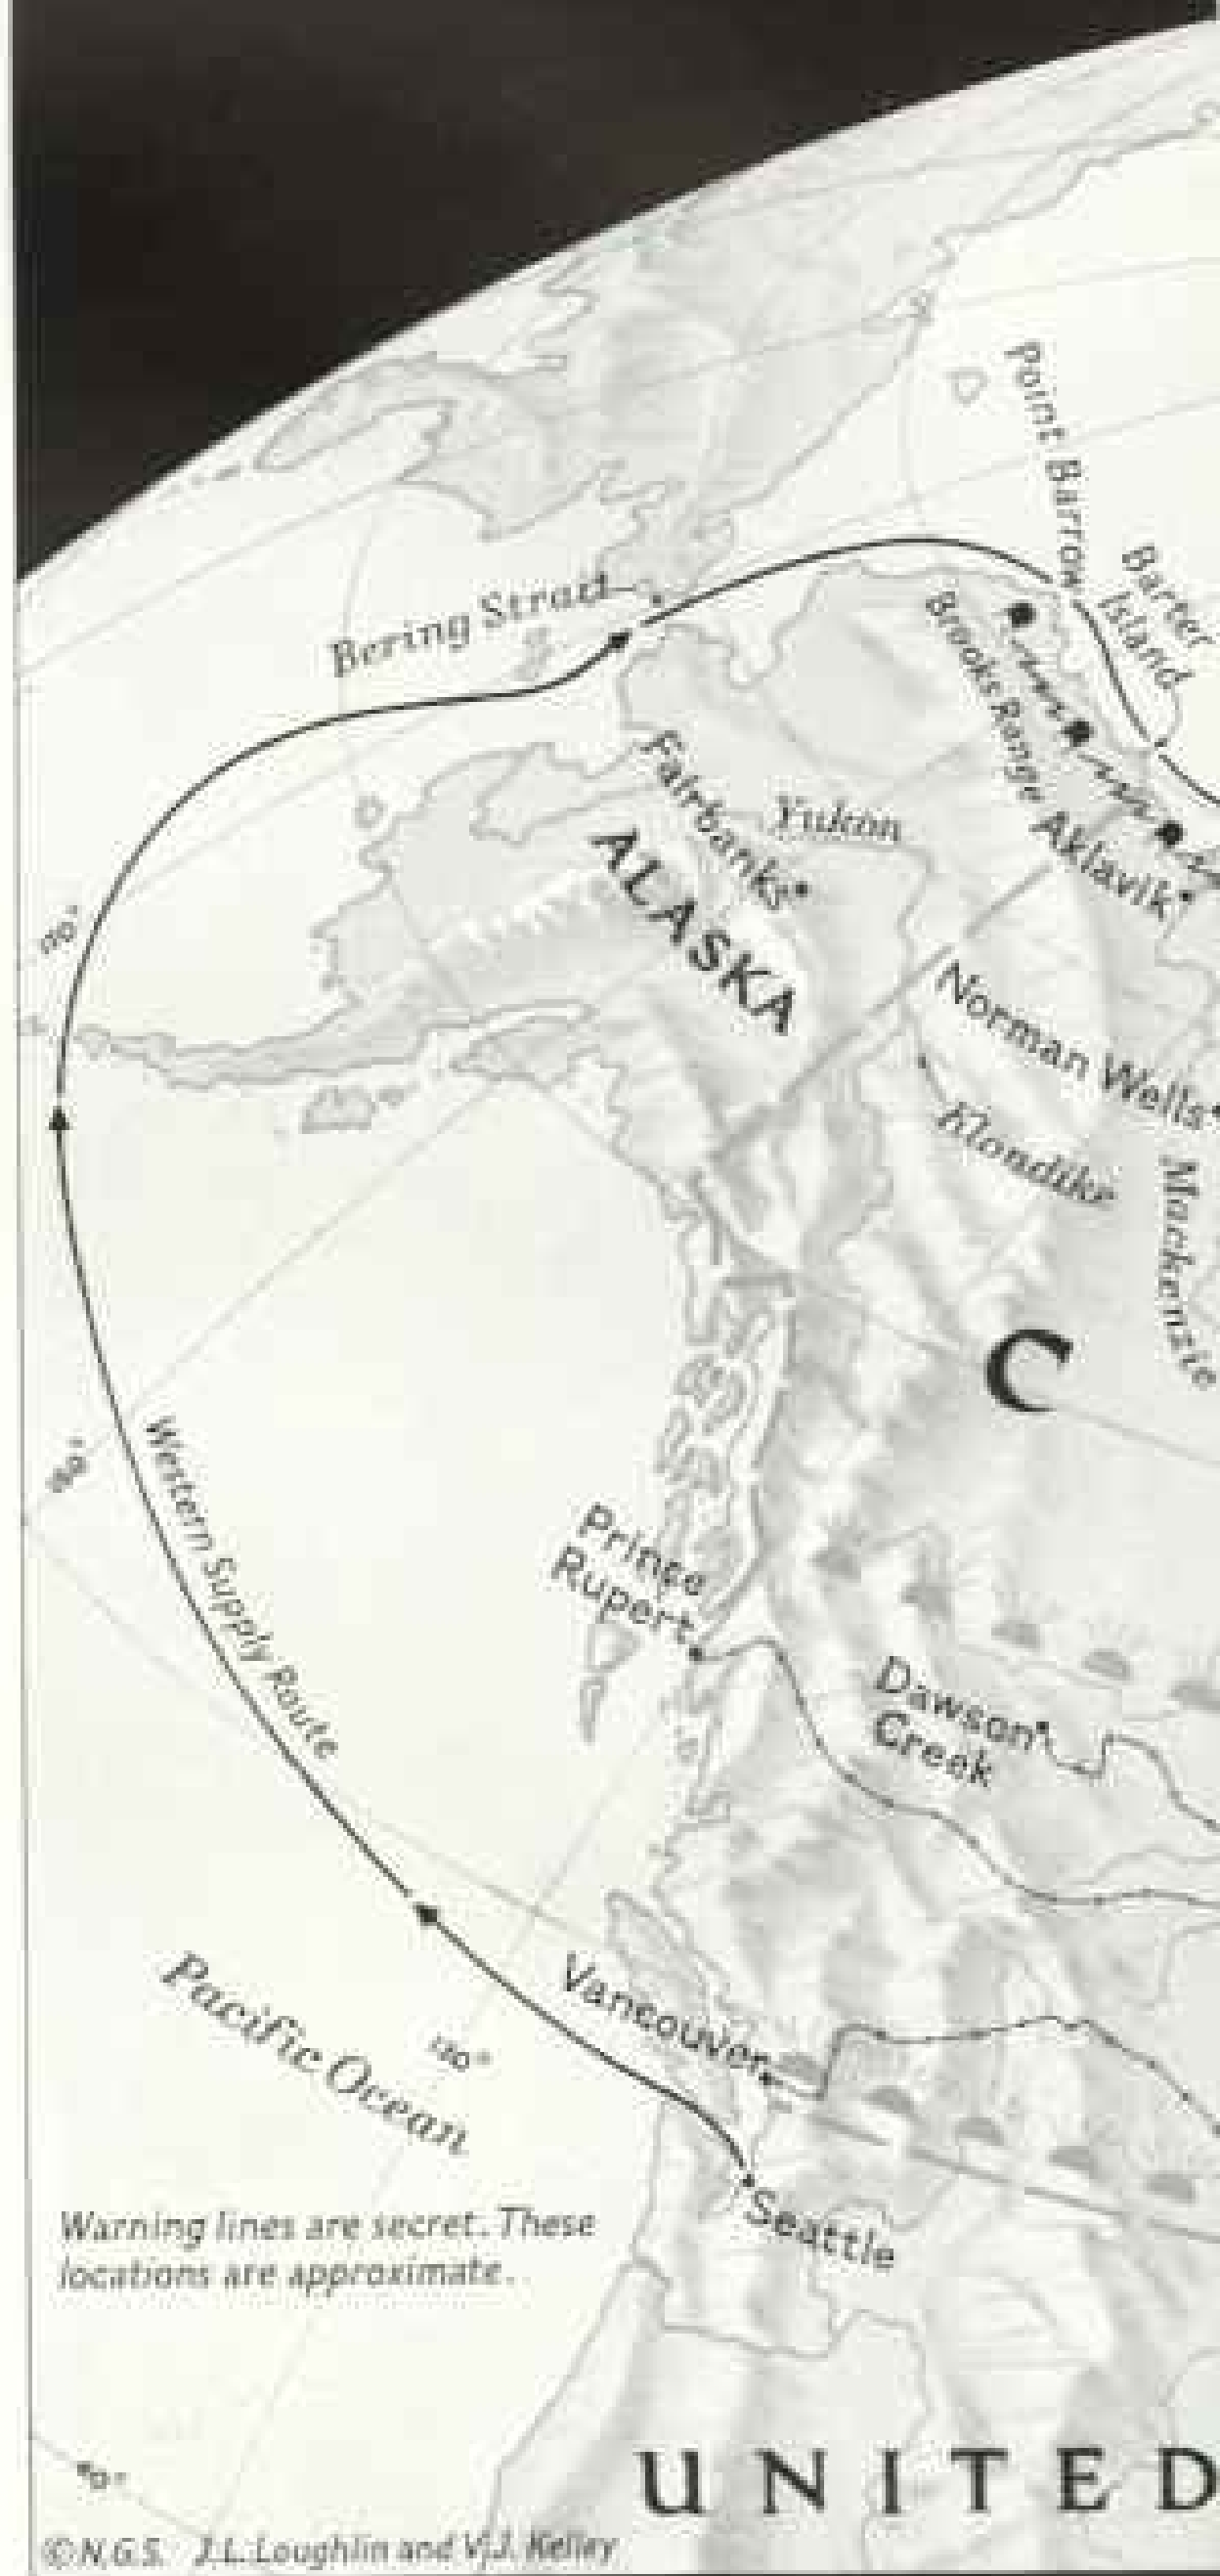 Point Barrow
Barter
Island
Bering Strait
Brooks Range
Fairbanks
Yukon
ALASKA
Aklavik
Norman Wells
Klondike
Mackenzie
C
Western Supply Route
Prince
Rupert
Dawson
Creek
Vancouver
Pacific Ocean
130°
Seattle
Warning lines are secret. These
locations are approximate.
UNITED
©N.G.S. J.L.Loughlin and V.J. Kelley